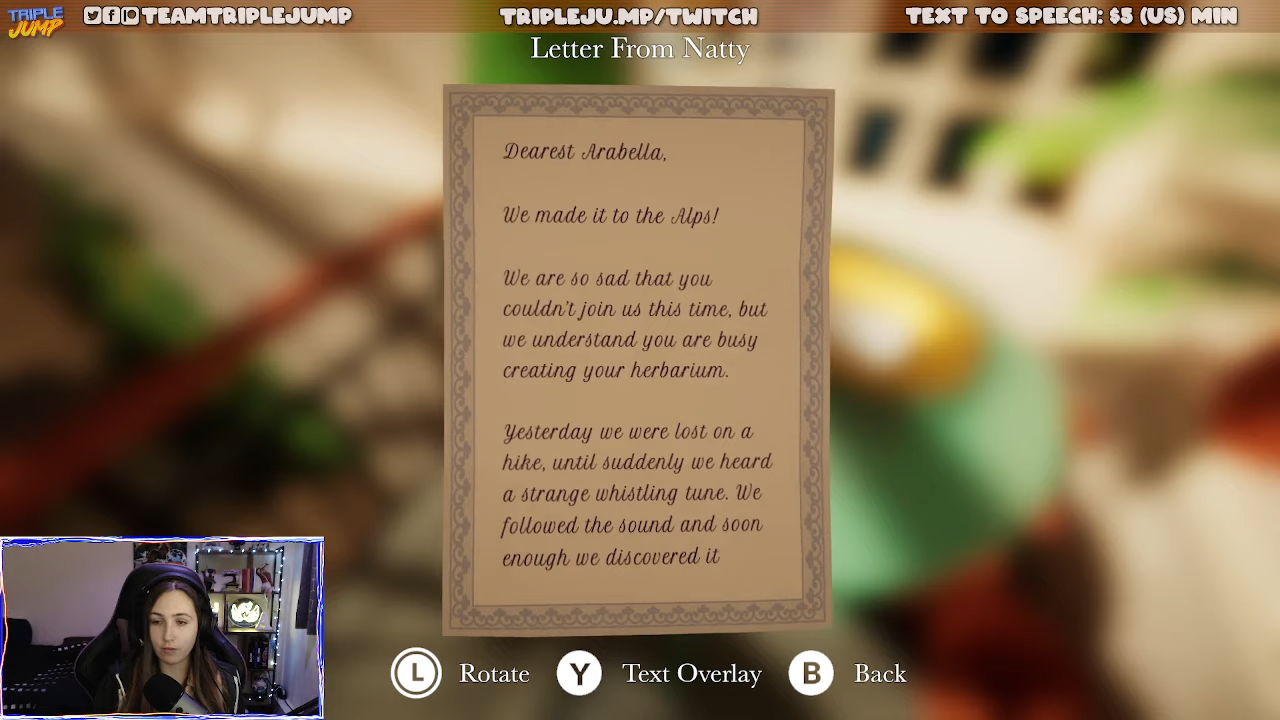 TRIPLE
JUMP
TEAMTRIPLEJUMP
TRIPLEJU.MP/TWITCH
TEXT TO SPEECH: $5 (US) MIN
Letter From Natty
Dearest Arabella,
We made it to the Alps!
We are so sad that you
couldn't join us this time, but
we understand you are busy
creating your herbarium.
Yesterday we were lost on a
hike, until suddenly we heard
a strange whistling tune. We
followed the sound and soon
enough we discovered it
L Rotate Y Text Overlay B Back